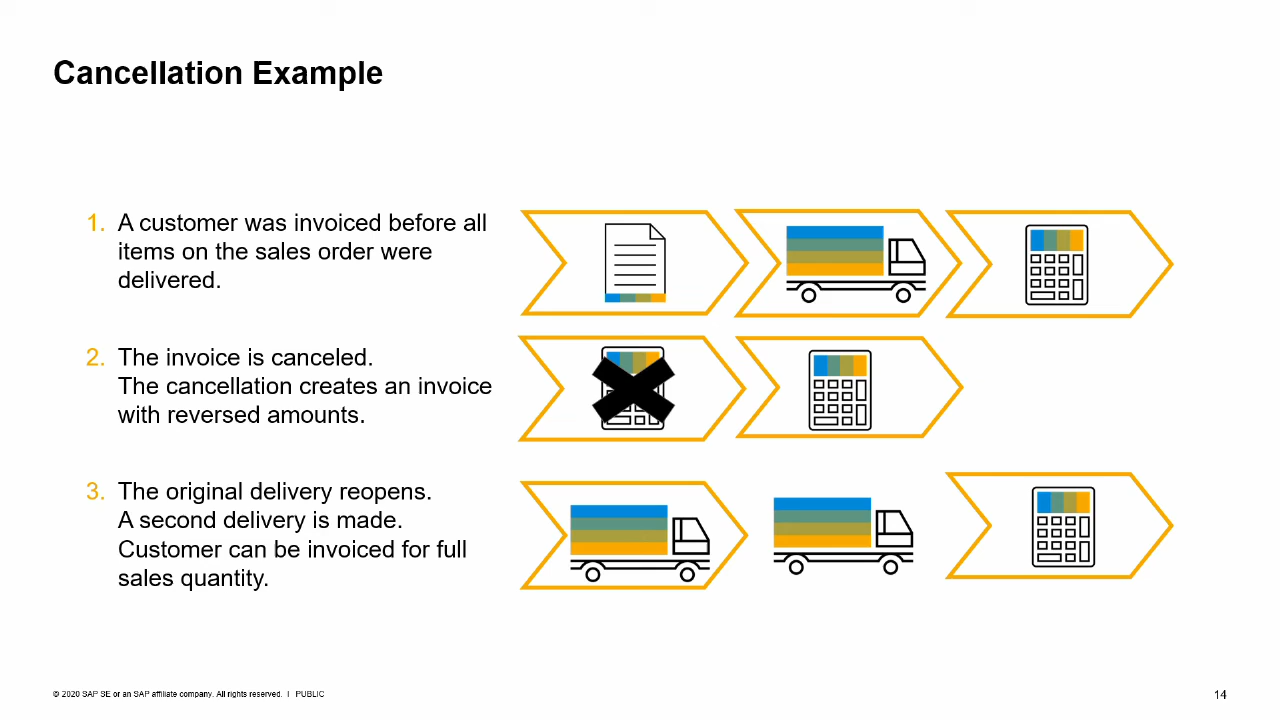 Cancellation Example
1. A customer was invoiced before all
items on the sales order were
delivered.
2. The invoice is canceled.
The cancellation creates an invoice
with reversed amounts.
3. The original delivery reopens.
A second delivery is made.
Customer can be invoiced for full
sales quantity.
© 2020 SAP SE or an SAP affiliate company. All rights reserved. I PUBLIC
14